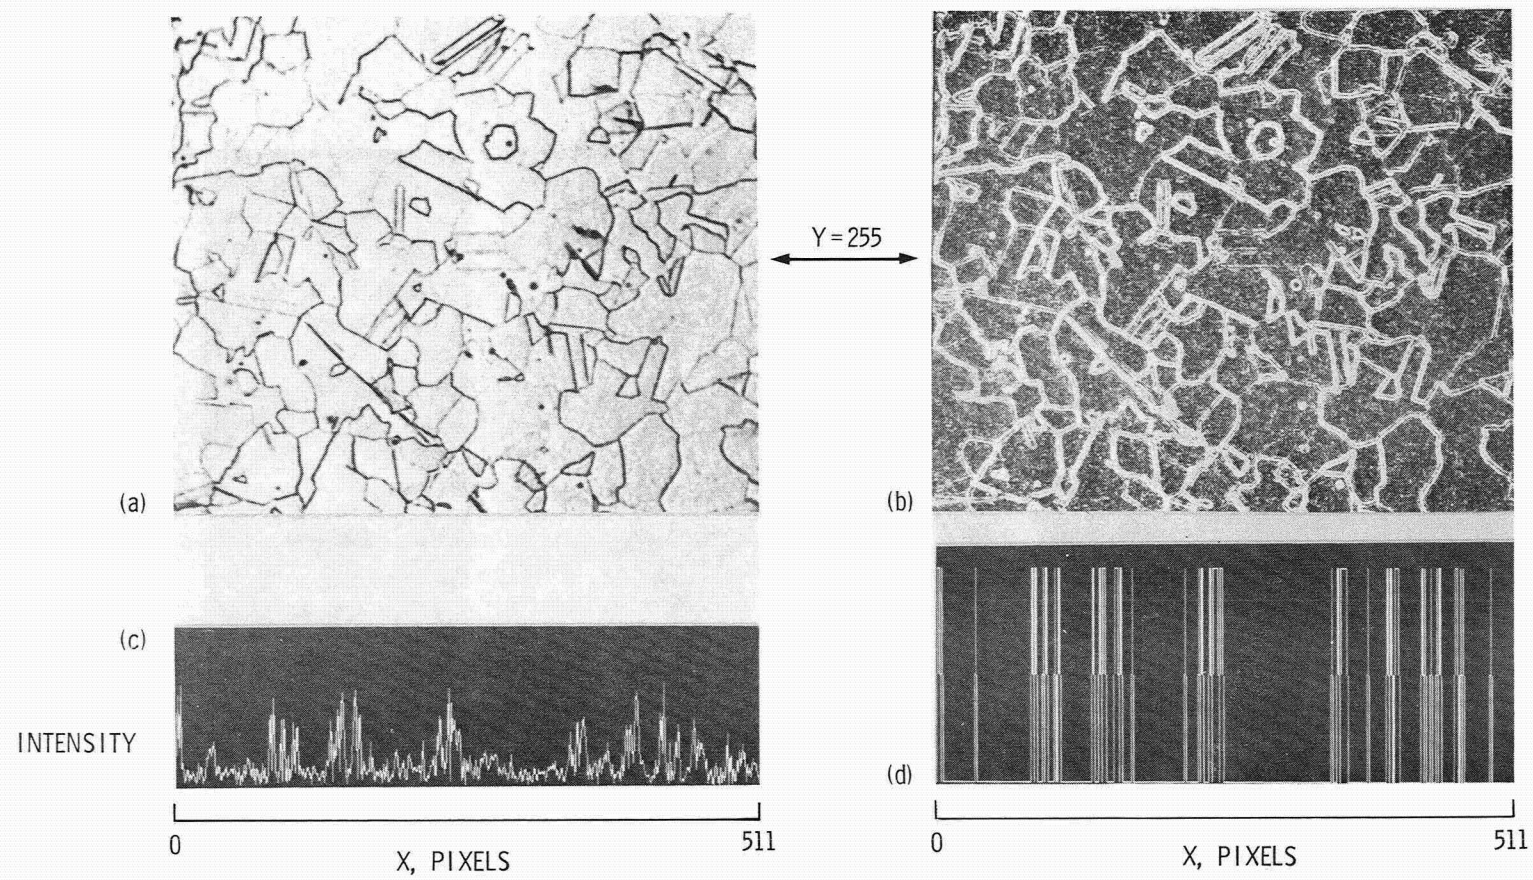 Y = 255
(a)
(b)
(c)
INTENSITY
(d)
0 511
X, PIXELS
0 511
X, PIXELS